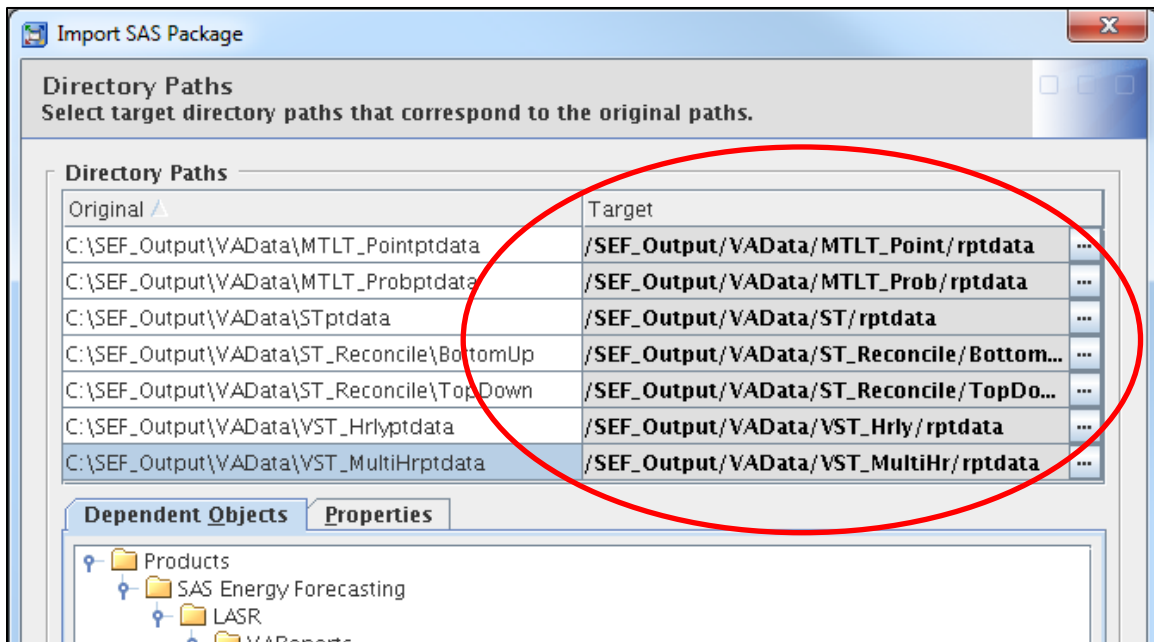 Import SAS Package
Directory Paths
Select target directory paths that correspond to the original paths.
Directory Paths
Original Target
C:\SEF_Output\VAData\MTLT_Pointptdata /SEF_Output/VAData/MTLT_Point/rptdata ...
C:\SEF_Output\VAData\MTLT_Probptdata /SEF_Output/VAData/MTLT_Prob/rptdata ...
C:\SEF_Output\VAData\STptdata /SEF_Output/VAData/ST/rptdata ...
C:\SEF_Output\VAData\ST_Reconcile\BottomUp /SEF_Output/VAData/ST_Reconcile/Bottom... ...
C:\SEF_Output\VAData\ST_Reconcile\TopDown /SEF_Output/VAData/ST_Reconcile/TopDo... ...
C:\SEF_Output\VAData\VST_Hrlyptdata /SEF_Output/VAData/VST_Hrly/rptdata ...
C:\SEF_Output\VAData\VST_MultiHrptdata /SEF_Output/VAData/VST_MultiHr/rptdata ...
Dependent Objects Properties
Products
SAS Energy Forecasting
LASR
VAReports